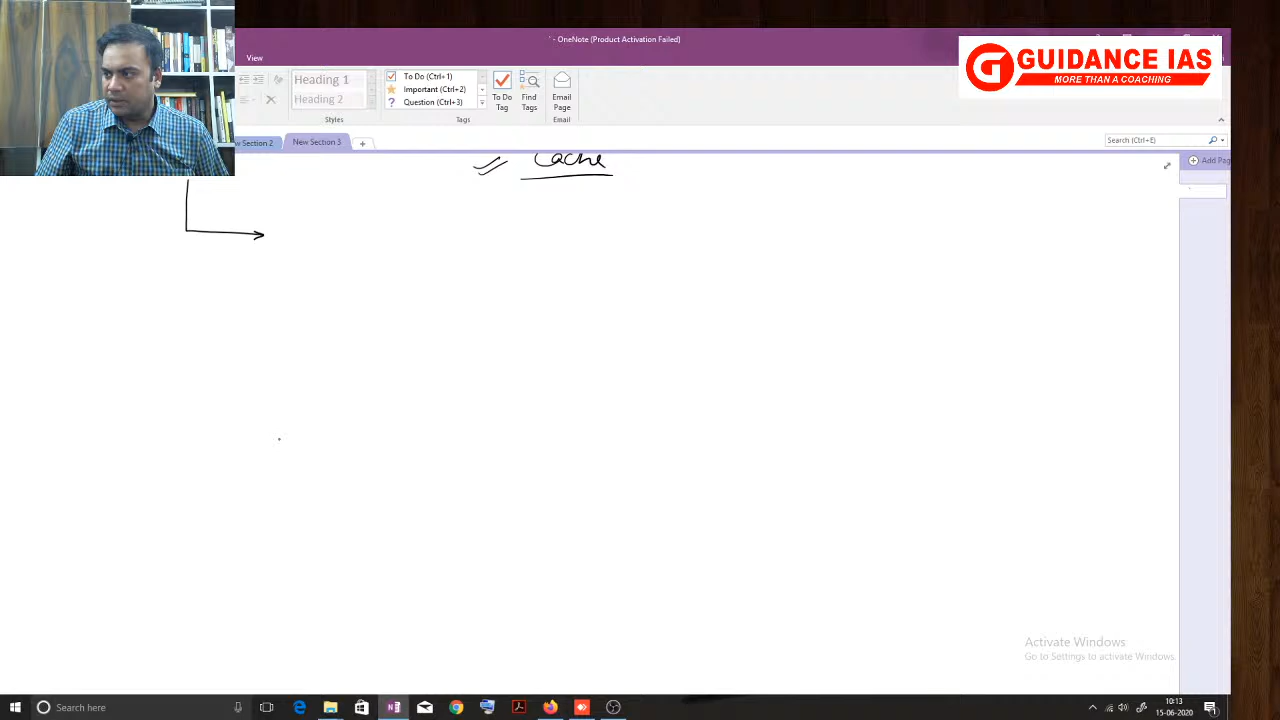 ' - OneNote (Product Activation Failed)
GUIDANCE IAS
MORE THAN A COACHING
View
Heading 1
Heading 2
To Do (Ctrl+1)
Important (Ctrl+2)
Question (Ctrl+3)
To Do
Tag
Find
Tags
Email
Page
Styles
Tags
Email
w Section 2
New Section 3
Search (Ctrl+E)
Cache
Add Pag
Activate Windows
Go to Settings to activate Windows.
Search here
10:13
15-06-2020